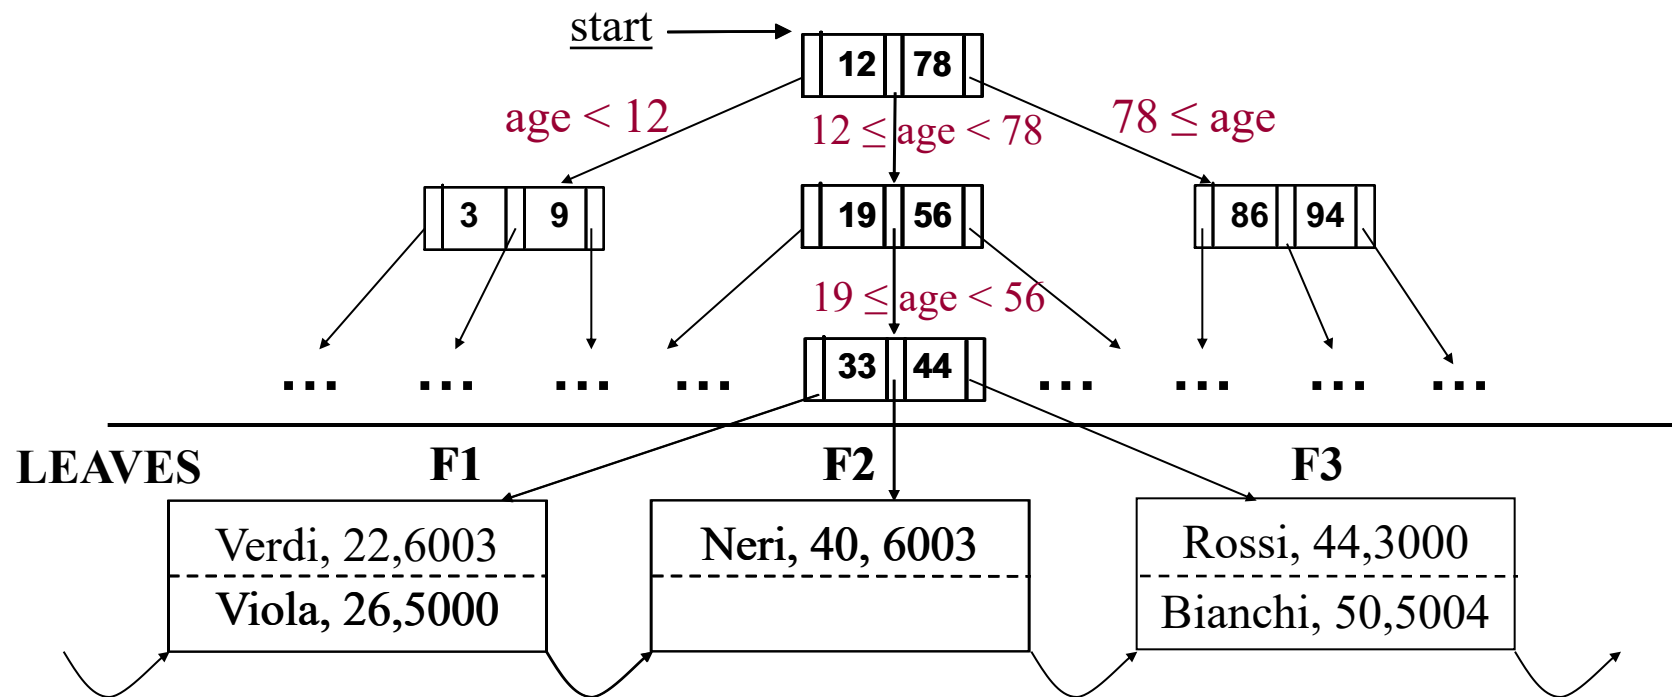 start
12 78
age < 12
12 ≤ age < 78
78 ≤ age
3 9
19 56
86 94
19 ≤ age < 56
33 44
... ... ... ... ... ... ... ...
LEAVES
F1 F2 F3
Verdi, 22,6003
Viola, 26,5000
Neri, 40, 6003
Rossi, 44,3000
Bianchi, 50,5004